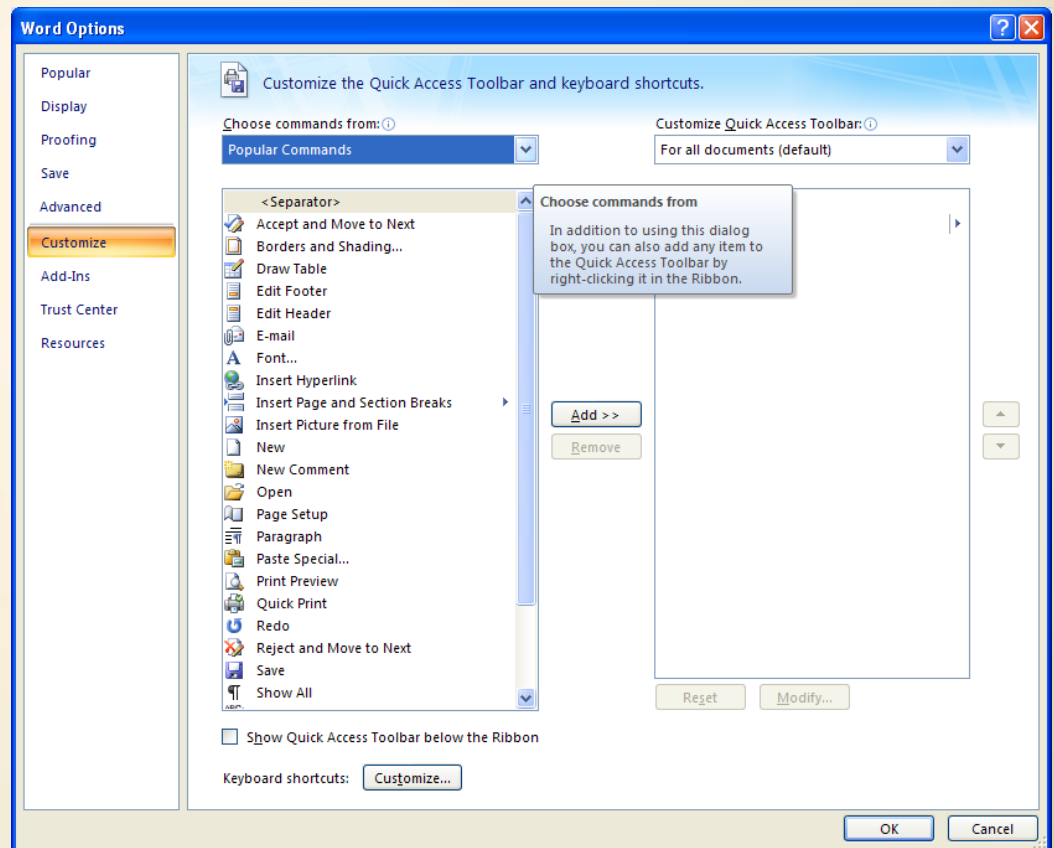 Word Options
Popular
Display
Proofing
Save
Advanced
Customize
Add-Ins
Trust Center
Resources
Customize the Quick Access Toolbar and keyboard shortcuts.
Choose commands from:
Popular Commands
Customize Quick Access Toolbar:
For all documents (default)
<Separator>
Accept and Move to Next
Borders and Shading...
Draw Table
Edit Footer
Edit Header
E-mail
Font...
Insert Hyperlink
Insert Page and Section Breaks
Insert Picture from File
New
New Comment
Open
Page Setup
Paragraph
Paste Special...
Print Preview
Quick Print
Redo
Reject and Move to Next
Save
Show All
Choose commands from
In addition to using this dialog
box, you can also add any item to
the Quick Access Toolbar by
right-clicking it in the Ribbon.
Add >>
Remove
Reset
Modify...
Show Quick Access Toolbar below the Ribbon
Keyboard shortcuts:
Customize...
OK
Cancel